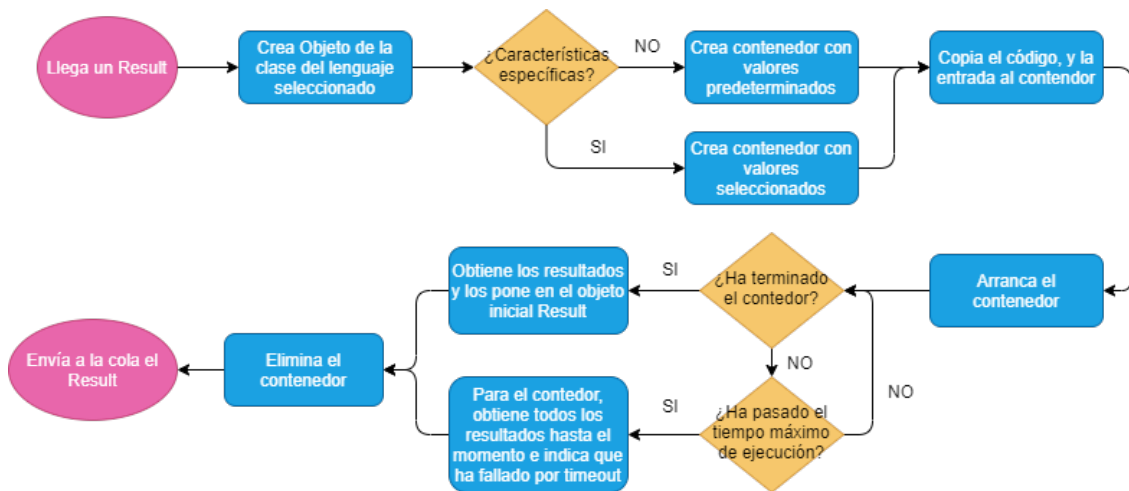 Llega un Result
Crea Objeto de la
clase del lenguaje
seleccionado
¿Características
específicas?
NO
Crea contenedor con
valores
predeterminados
Copia el código, y la
entrada al contendor
SI
Crea contenedor con
valores
seleccionados
Arranca el
contenedor
¿Ha terminado
el contedor?
SI
Obtiene los resultados
y los pone en el objeto
inicial Result
NO
¿Ha pasado el
tiempo máximo
de ejecución?
NO
SI
Para el contedor,
obtiene todos los
resultados hasta el
momento e indica que
ha fallado por timeout
Elimina el
contenedor
Envía a la cola el
Result